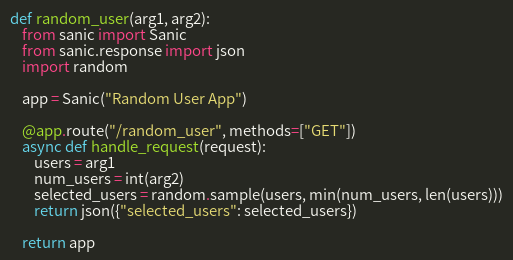 def random_user(arg1, arg2):
    from sanic import Sanic
    from sanic.response import json
    import random

    app = Sanic("Random User App")

    @app.route("/random_user", methods=["GET"])
    async def handle_request(request):
        users = arg1
        num_users = int(arg2)
        selected_users = random.sample(users, min(num_users, len(users)))
        return json({"selected_users": selected_users})

    return app